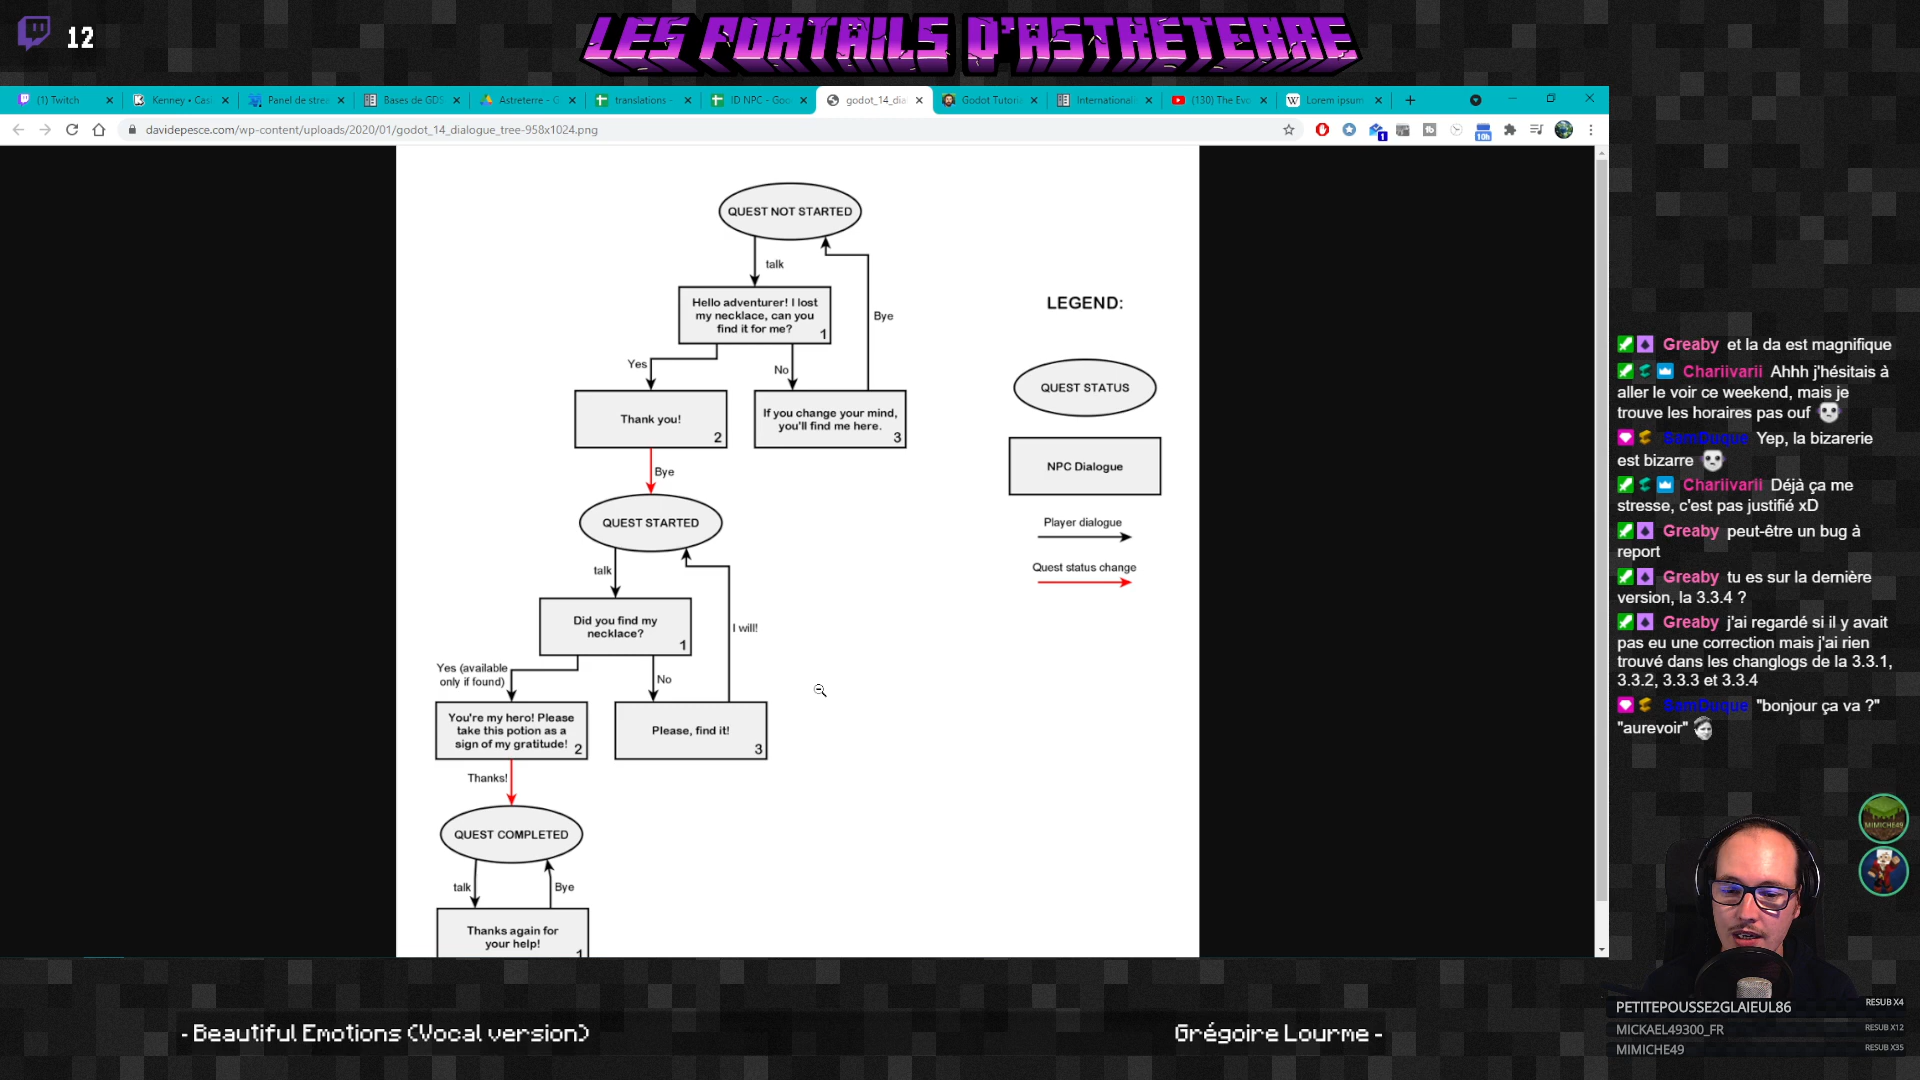 12
LES PORTAILS D'ASTRÉTERRE
(1) Twitch
Kenney • Cas
Panel de strea
Bases de GDS
Astreterre - G
translations -
ID NPC - Goo
godot_14_dia
Godot Tutoria
Internationali
(130) The Evo
Lorem ipsum
davidepesce.com/wp-content/uploads/2020/01/godot_14_dialogue_tree-958x1024.png
1
10h
QUEST NOT STARTED
talk
Hello adventurer! I lost
my necklace, can you
find it for me?
1
Bye
Yes
No
Thank you!
2
If you change your mind,
you'll find me here.
3
Bye
QUEST STARTED
talk
I will!
Did you find my
necklace?
1
Yes (available
only if found)
No
You're my hero! Please
take this potion as a
sign of my gratitude!
2
Please, find it!
3
Thanks!
QUEST COMPLETED
talk
Bye
Thanks again for
your help!
1
LEGEND:
QUEST STATUS
NPC Dialogue
Player dialogue
Quest status change
Greaby et la da est magnifique
Chariivarii Ahhh j'hésitais à
aller le voir ce weekend, mais je
trouve les horaires pas ouf
SamDuque Yep, la bizarerie
est bizarre
Chariivarii Déjà ça me
stresse, c'est pas justifié xD
Greaby peut-être un bug à
report
Greaby tu es sur la dernière
version, la 3.3.4 ?
Greaby j'ai regardé si il y avait
pas eu une correction mais j'ai rien
trouvé dans les changlogs de la 3.3.1,
3.3.2, 3.3.3 et 3.3.4
SamDuque "bonjour ça va ?"
"aurevoir"
MIMICHE49
PETITEPOUSSE2GLAIEUL86 RESUB X4
MICKAEL49300_FR RESUB X12
MIMICHE49 RESUB X35
- Beautiful Emotions (Vocal version)
Grégoire Lourme -